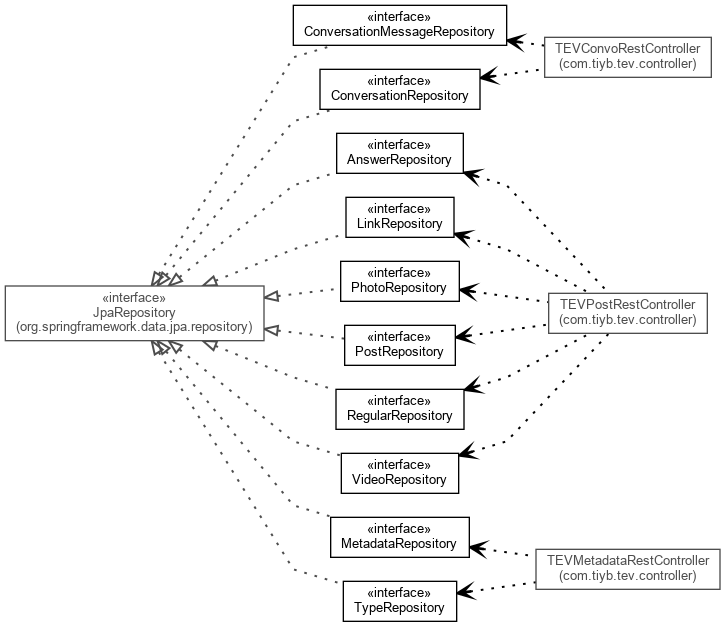 «interface»
ConversationMessageRepository
TEVConvoRestController
(com.tiyb.tev.controller)
«interface»
ConversationRepository
«interface»
AnswerRepository
«interface»
LinkRepository
«interface»
PhotoRepository
«interface»
JpaRepository
(org.springframework.data.jpa.repository)
TEVPostRestController
(com.tiyb.tev.controller)
«interface»
PostRepository
«interface»
RegularRepository
«interface»
VideoRepository
«interface»
MetadataRepository
TEVMetadataRestController
(com.tiyb.tev.controller)
«interface»
TypeRepository